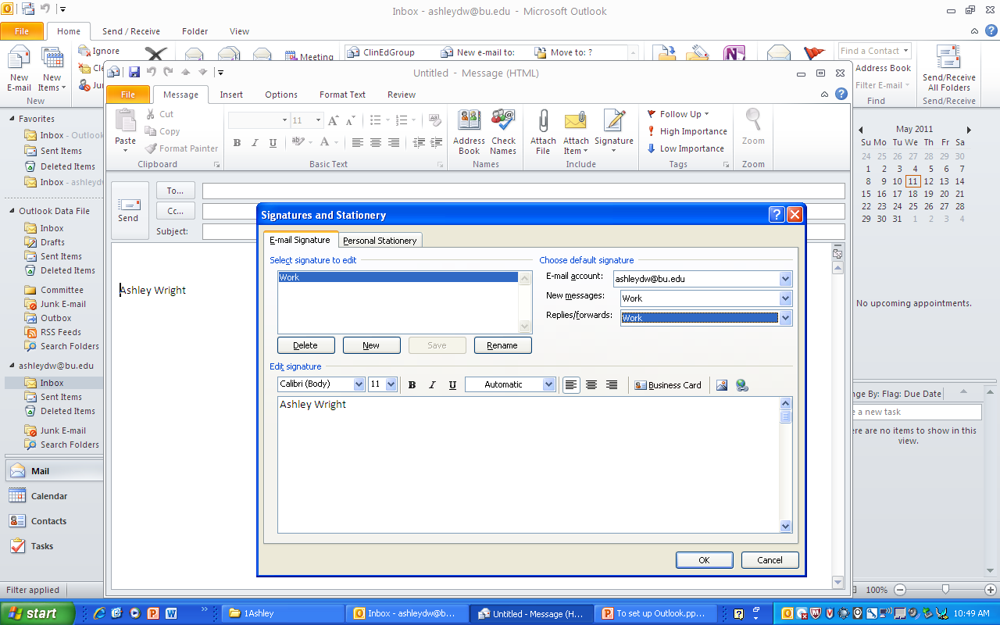 Inbox - ashleydw@bu.edu - Microsoft Outlook
File Home Send / Receive Folder View
Ignore
New E-mail
New Items
New
Meeting
ClinEdGroup New e-mail to: Move to: ?
Find a Contact
Address Book
Filter E-mail
Find
Send/Receive All Folders
Send/Receive
Untitled - Message (HTML)
File Message Insert Options Format Text Review
Paste
Cut
Copy
Format Painter
Clipboard
11
B I U
Basic Text
Address Book
Check Names
Names
Attach File
Attach Item
Signature
Include
Follow Up
High Importance
Low Importance
Tags
Zoom
Zoom
Send
To...
Cc...
Subject:
Ashley Wright
Favorites
Inbox - Outlook
Sent Items
Deleted Items
Inbox - ashleydw
Outlook Data File
Inbox
Drafts
Sent Items
Deleted Items
Committee
Junk E-mail
Outbox
RSS Feeds
Search Folders
ashleydw@bu.edu
Inbox
Sent Items
Deleted Items
Junk E-mail
Search Folders
Mail
Calendar
Contacts
Tasks
Filter applied
Signatures and Stationery
E-mail Signature Personal Stationery
Select signature to edit
Work
Delete New Save Rename
Choose default signature
E-mail account: ashleydw@bu.edu
New messages: Work
Replies/forwards: Work
Edit signature
Calibri (Body) 11 B I U Automatic Business Card
Ashley Wright
OK Cancel
May 2011
Su Mo Tu We Th Fr Sa
24 25 26 27 28 29 30
1 2 3 4 5 6 7
8 9 10 11 12 13 14
15 16 17 18 19 20 21
22 23 24 25 26 27 28
29 30 31 1 2 3 4
No upcoming appointments.
nge By: Flag: Due Date
e a new task
ere are no items to show in this view.
100%
start
1Ashley
Inbox - ashleydw@b...
Untitled - Message (H...
To set up Outlook.pp...
10:49 AM